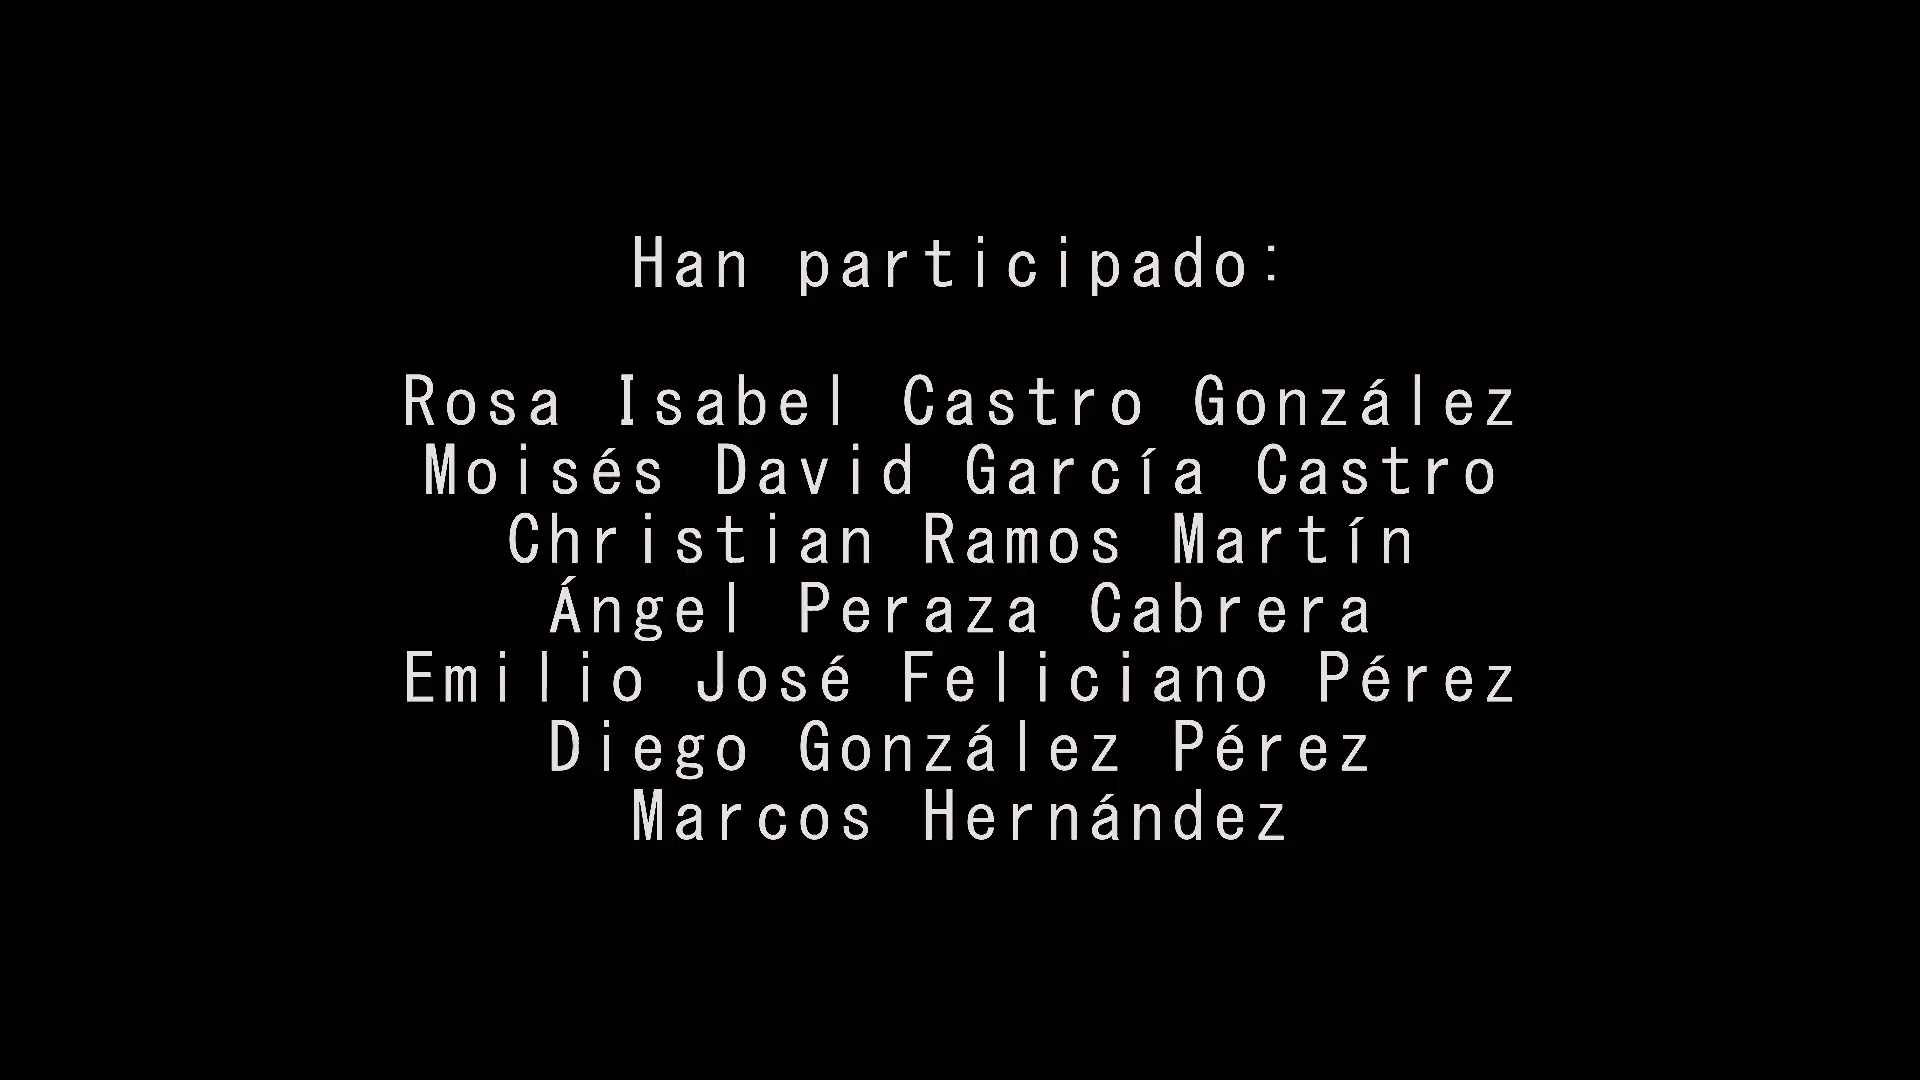 Han participado:
Rosa Isabel Castro González
Moisés David García Castro
Christian Ramos Martín
Ángel Peraza Cabrera
Emilio José Feliciano Pérez
Diego González Pérez
Marcos Hernández